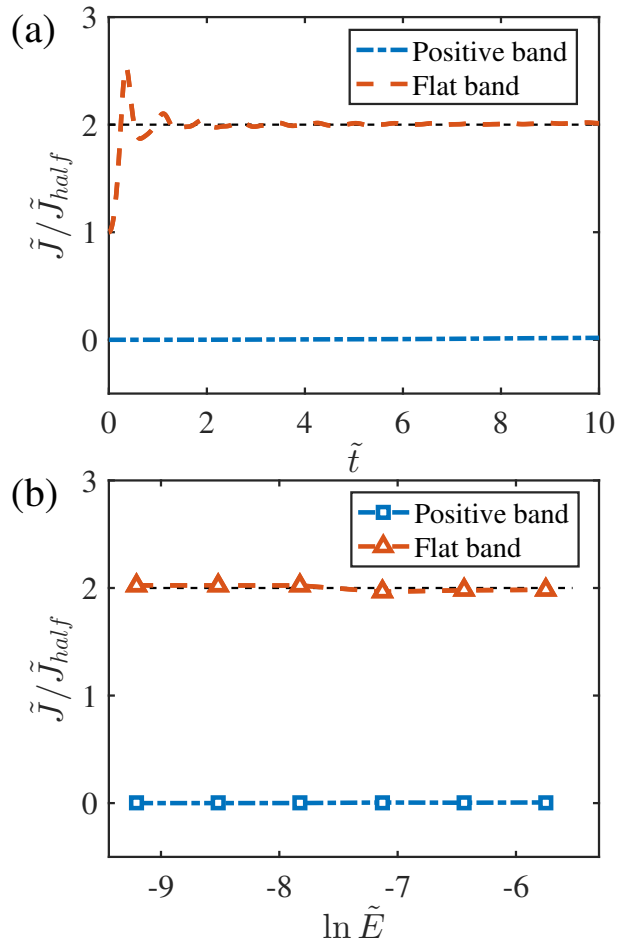 (a)
3
2
1
0
J̃/J̃_half
Positive band
Flat band
0 2 4 6 8 10
t̃
(b)
3
2
1
0
J̃/J̃_half
Positive band
Flat band
-9 -8 -7 -6
ln Ẽ